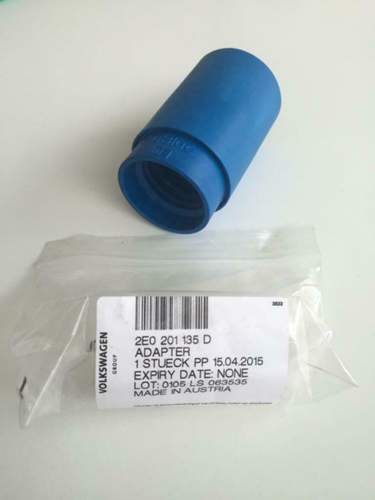 3833
2E0 201 135 D
ADAPTER
1 STUECK PP 15.04.2015
EXPIRY DATE: NONE
LOT: 0105 LS 063535
MADE IN AUSTRIA
VOLKSWAGEN
GROUP